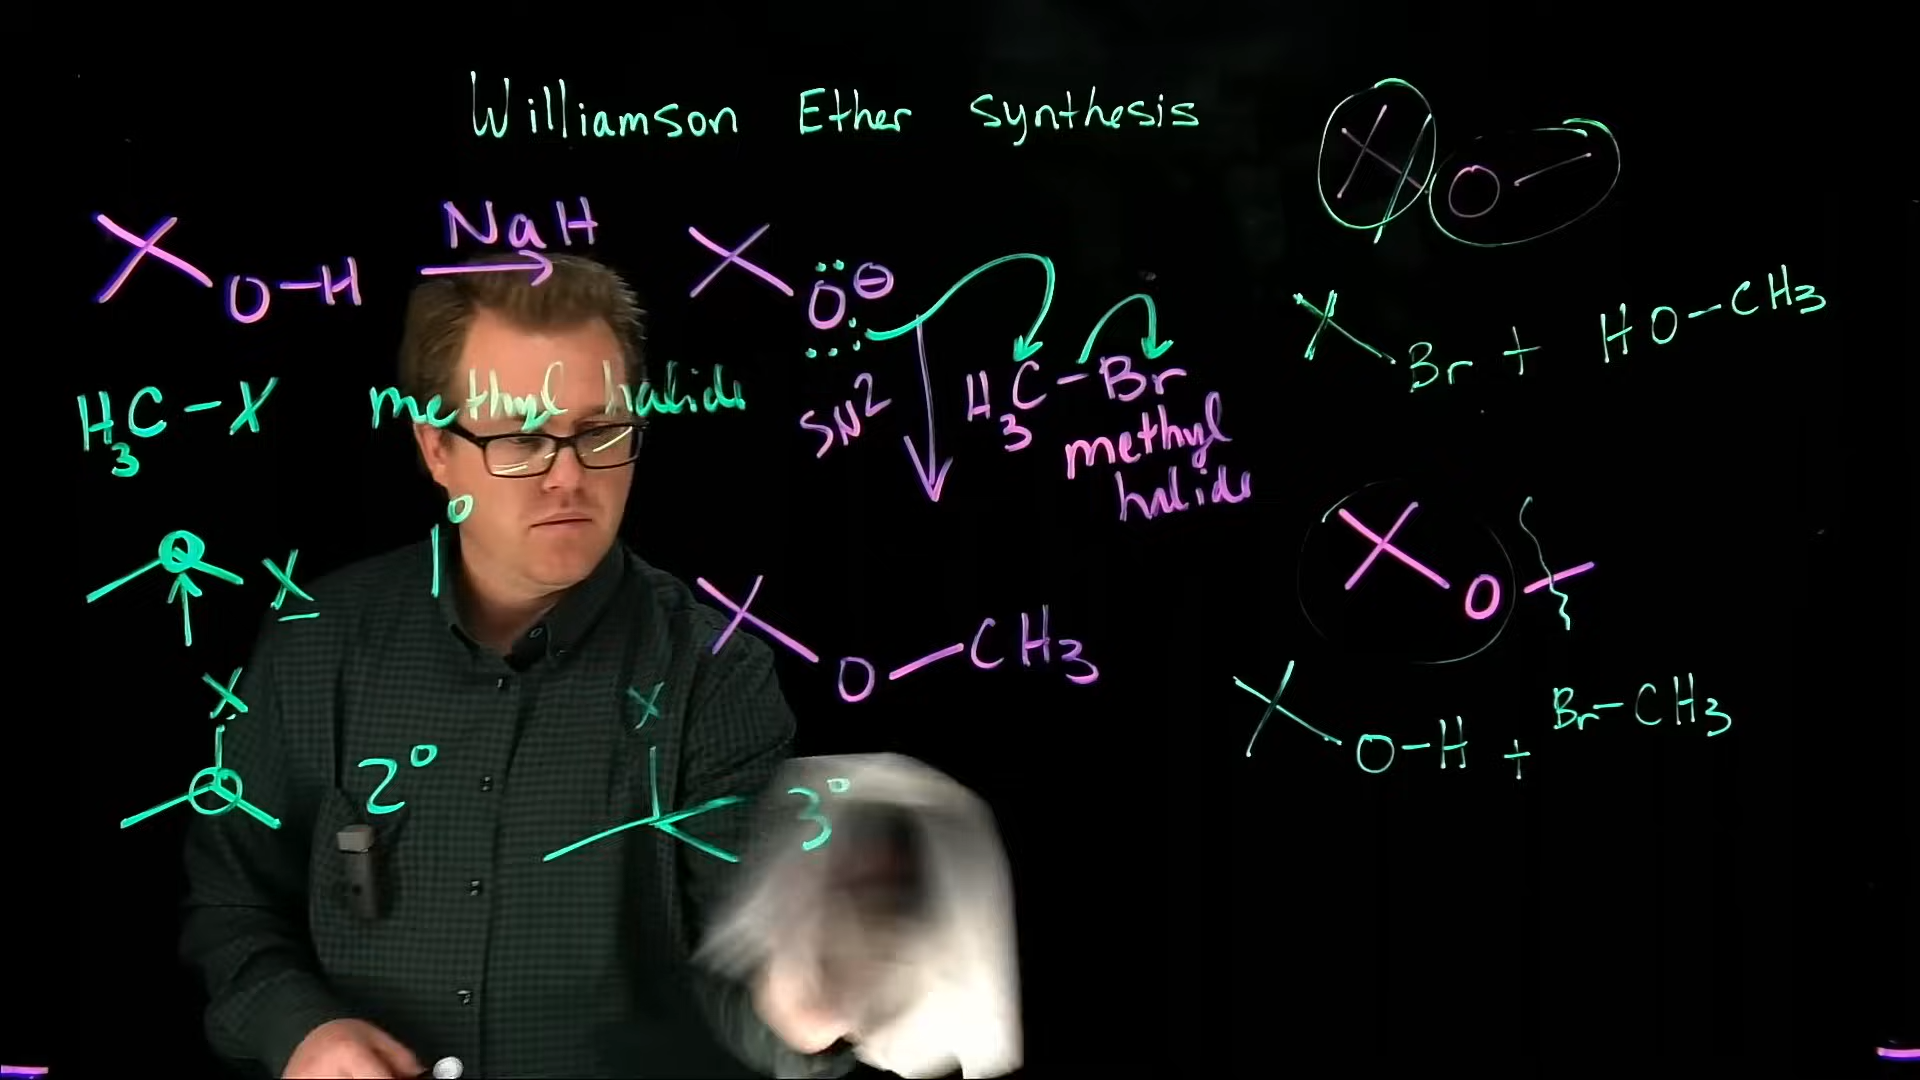 Williamson Ether synthesis
O-H NaH O⊖
H3C-X methyl halide
SN2 H3C-Br
methyl
halide
X 1°
O-CH3
X 2°
X 3°
O
Br + HO-CH3
O
O-H + Br-CH3